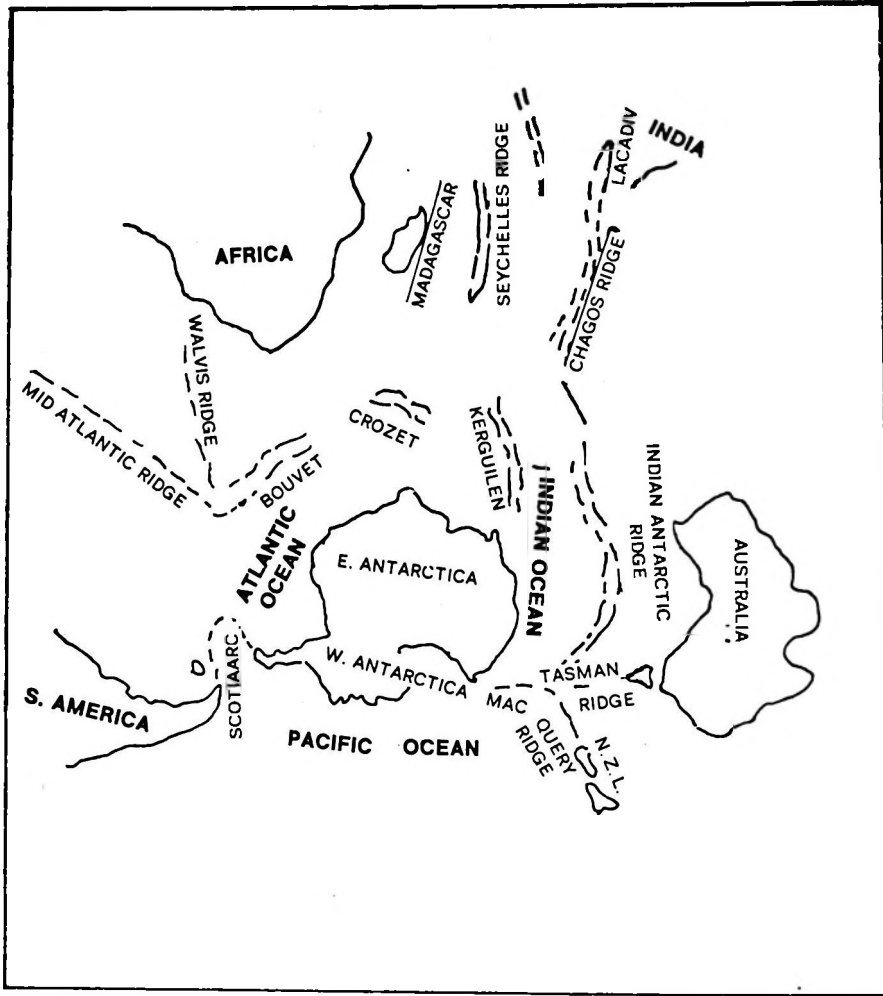 INDIA
LACADIV
SEYCHELLES RIDGE
MADAGASCAR
AFRICA
CHAGOS RIDGE
WALVIS RIDGE
MID ATLANTIC RIDGE
CROZET
KERGUILEN
BOUVET
INDIAN ANTARCTIC
RIDGE
INDIAN OCEAN
ATLANTIC
OCEAN
E. ANTARCTICA
AUSTRALIA
W. ANTARCTICA
SCOTIAARC
S. AMERICA
TASMAN
RIDGE
MAC QUERY
RIDGE
N.Z.L.
PACIFIC OCEAN